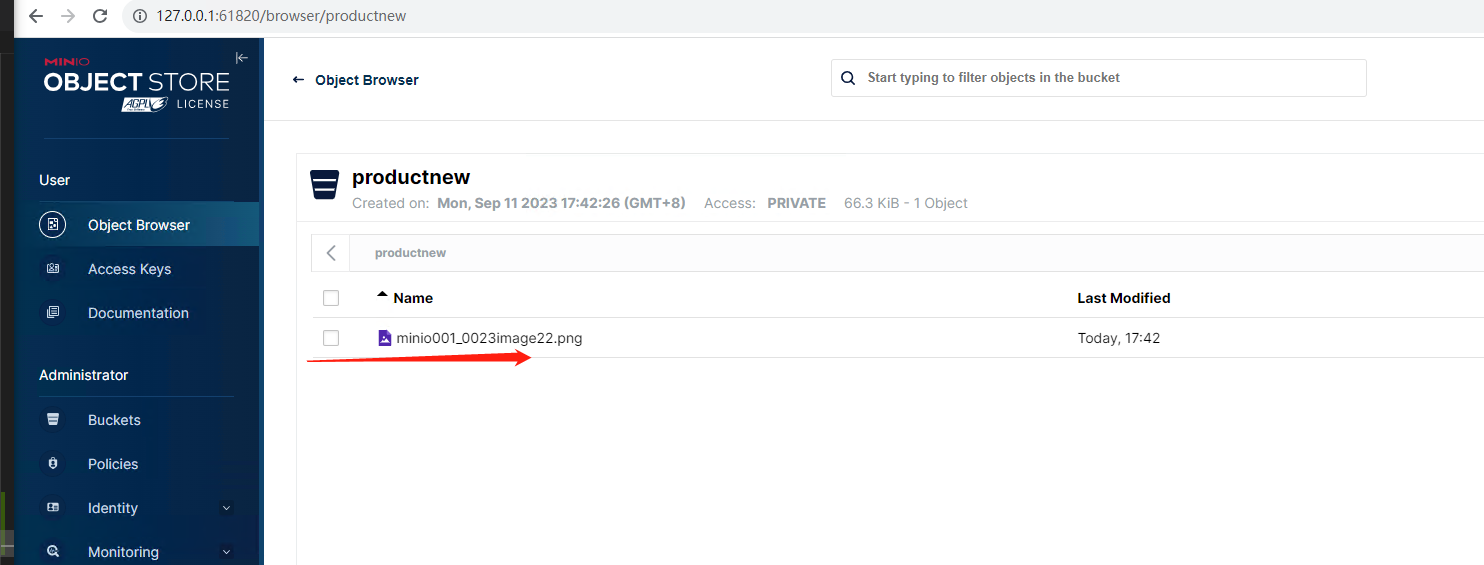 127.0.0.1:61820/browser/productnew
MINIO
OBJECT STORE
AGPL LICENSE
User
Object Browser
Access Keys
Documentation
Administrator
Buckets
Policies
Identity
Monitoring
Object Browser
Start typing to filter objects in the bucket
productnew
Created on: Mon, Sep 11 2023 17:42:26 (GMT+8) Access: PRIVATE 66.3 KiB - 1 Object
productnew
Name Last Modified
minio001_0023image22.png Today, 17:42